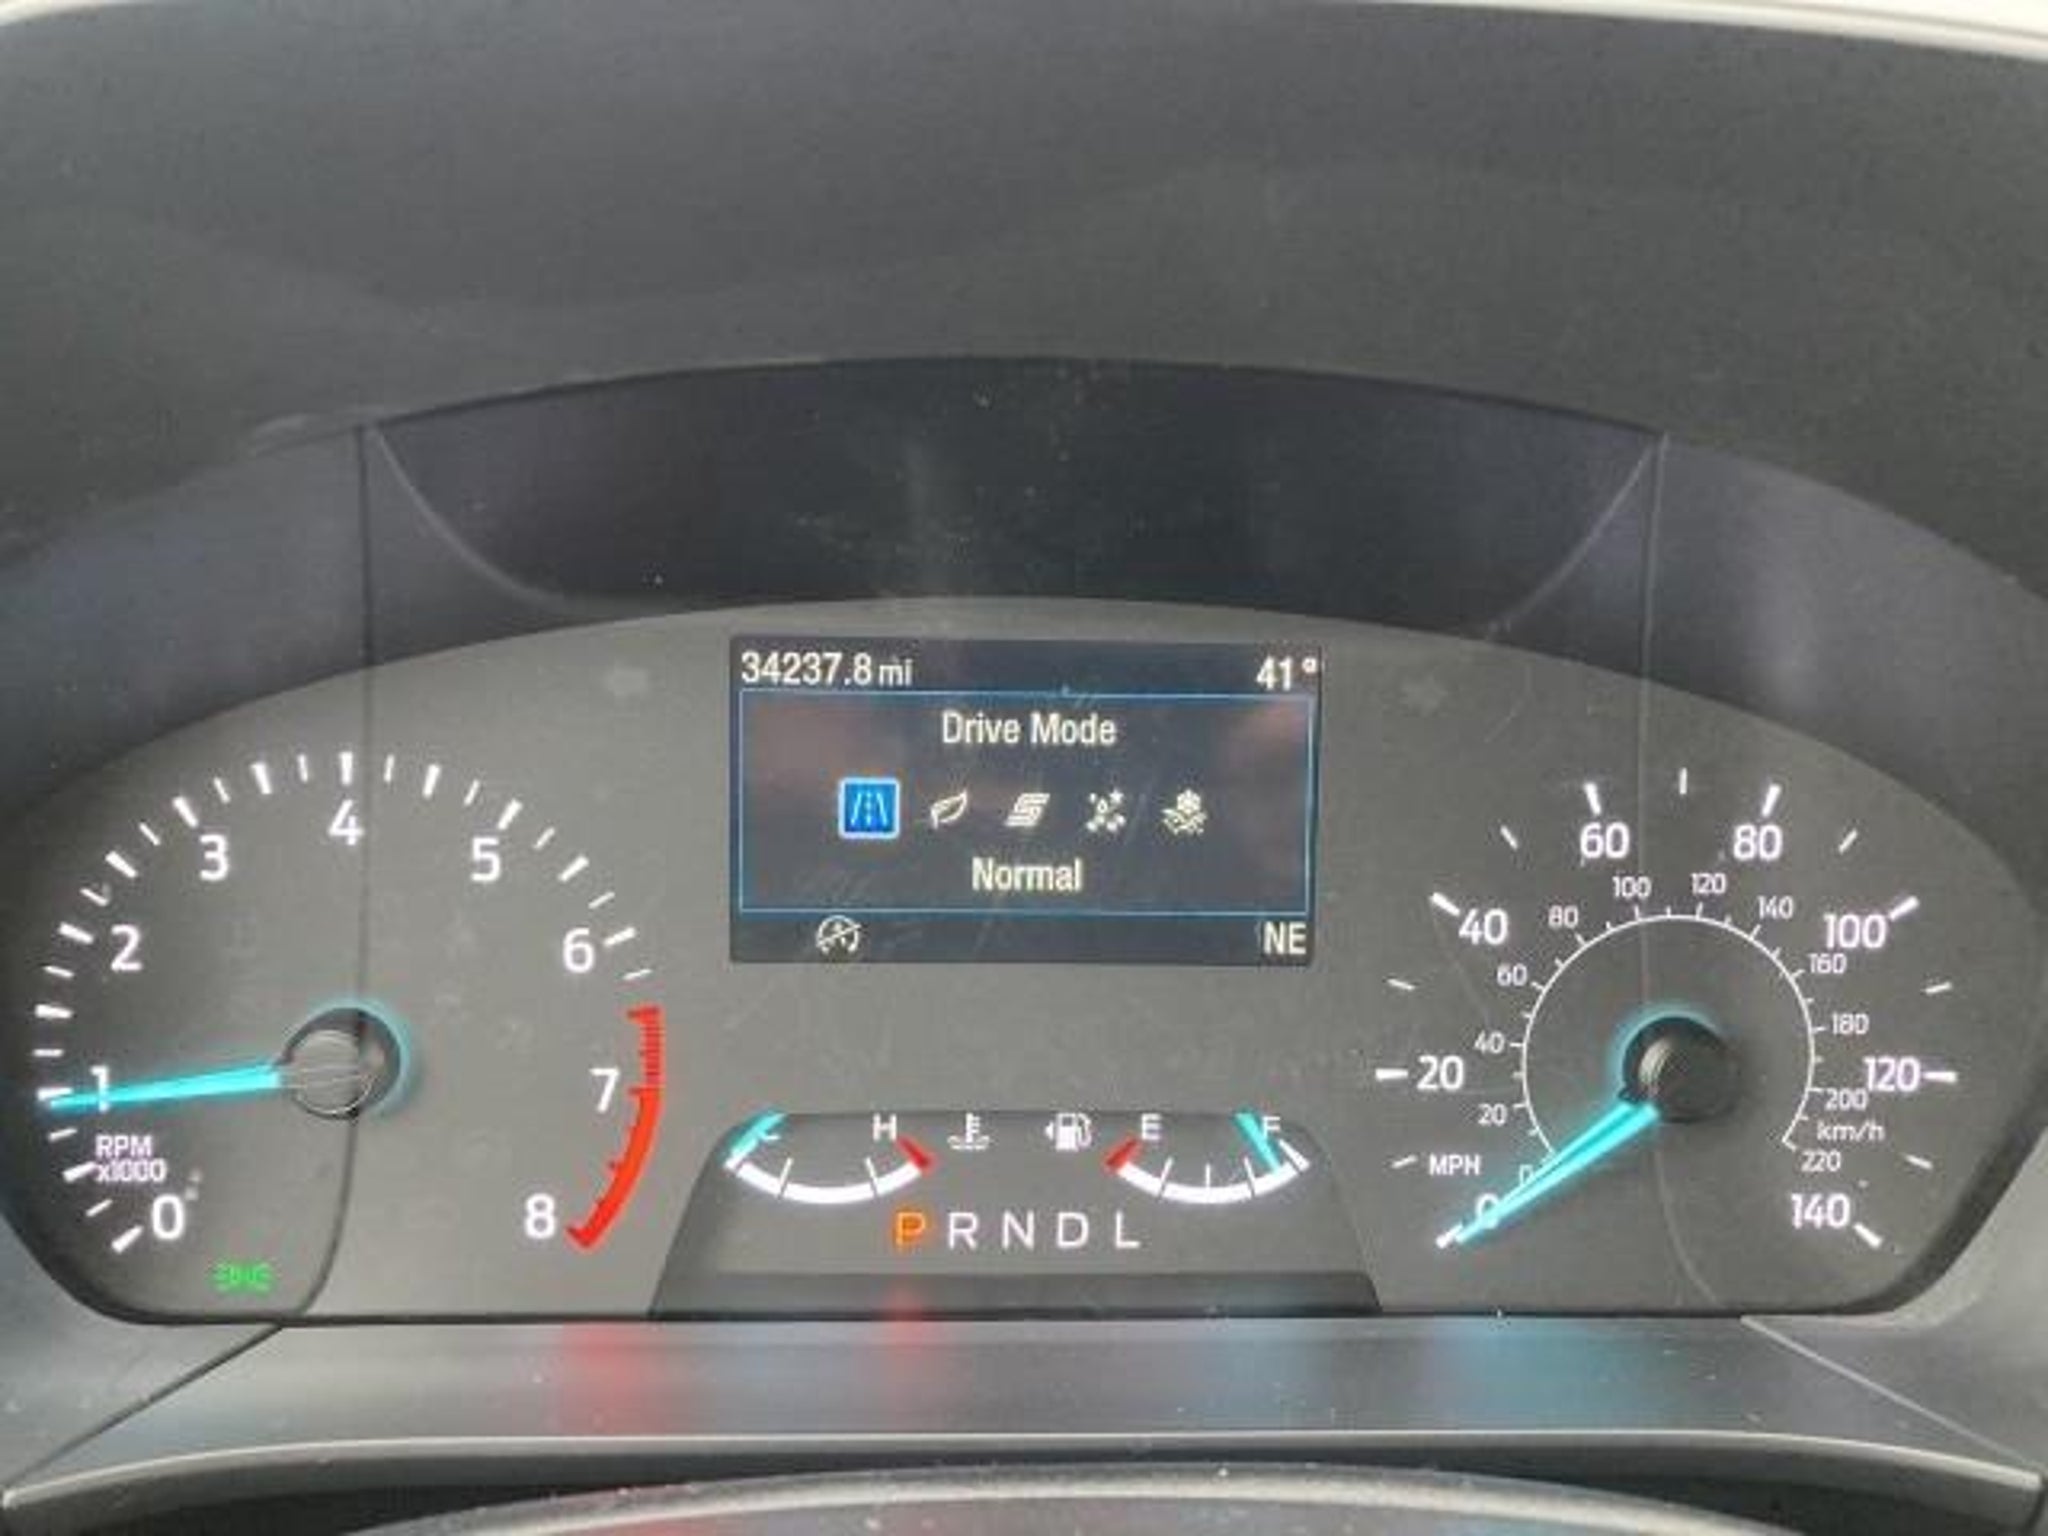 34237.8 mi 41°
Drive Mode
Normal
NE
0 1 2 3 4 5 6 7 8
RPM
x1000
C H
E F
P R N D L
0 20 40 60 80 100 120 140
MPH
0 20 40 60 80 100 120 140 160 180 200 220
km/h